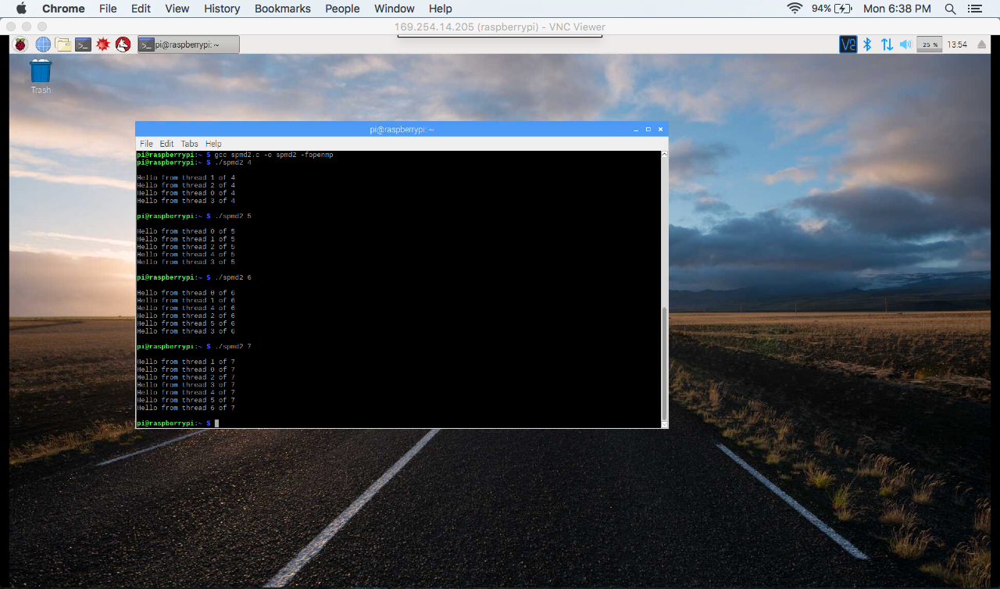 Chrome File Edit View History Bookmarks People Window Help 94% Mon 6:38 PM
169.254.14.205 (raspberrypi) - VNC Viewer
pi@raspberrypi: ~ 25 % 13:54
Trash
pi@raspberrypi: ~
File Edit Tabs Help
pi@raspberrypi:~ $ gcc spmd2.c -o spmd2 -fopenmp
pi@raspberrypi:~ $ ./spmd2 4
Hello from thread 1 of 4
Hello from thread 2 of 4
Hello from thread 0 of 4
Hello from thread 3 of 4
pi@raspberrypi:~ $ ./spmd2 5
Hello from thread 0 of 5
Hello from thread 1 of 5
Hello from thread 2 of 5
Hello from thread 4 of 5
Hello from thread 3 of 5
pi@raspberrypi:~ $ ./spmd2 6
Hello from thread 0 of 6
Hello from thread 1 of 6
Hello from thread 4 of 6
Hello from thread 2 of 6
Hello from thread 5 of 6
Hello from thread 3 of 6
pi@raspberrypi:~ $ ./spmd2 7
Hello from thread 1 of 7
Hello from thread 0 of 7
Hello from thread 2 of 7
Hello from thread 3 of 7
Hello from thread 4 of 7
Hello from thread 5 of 7
Hello from thread 6 of 7
pi@raspberrypi:~ $